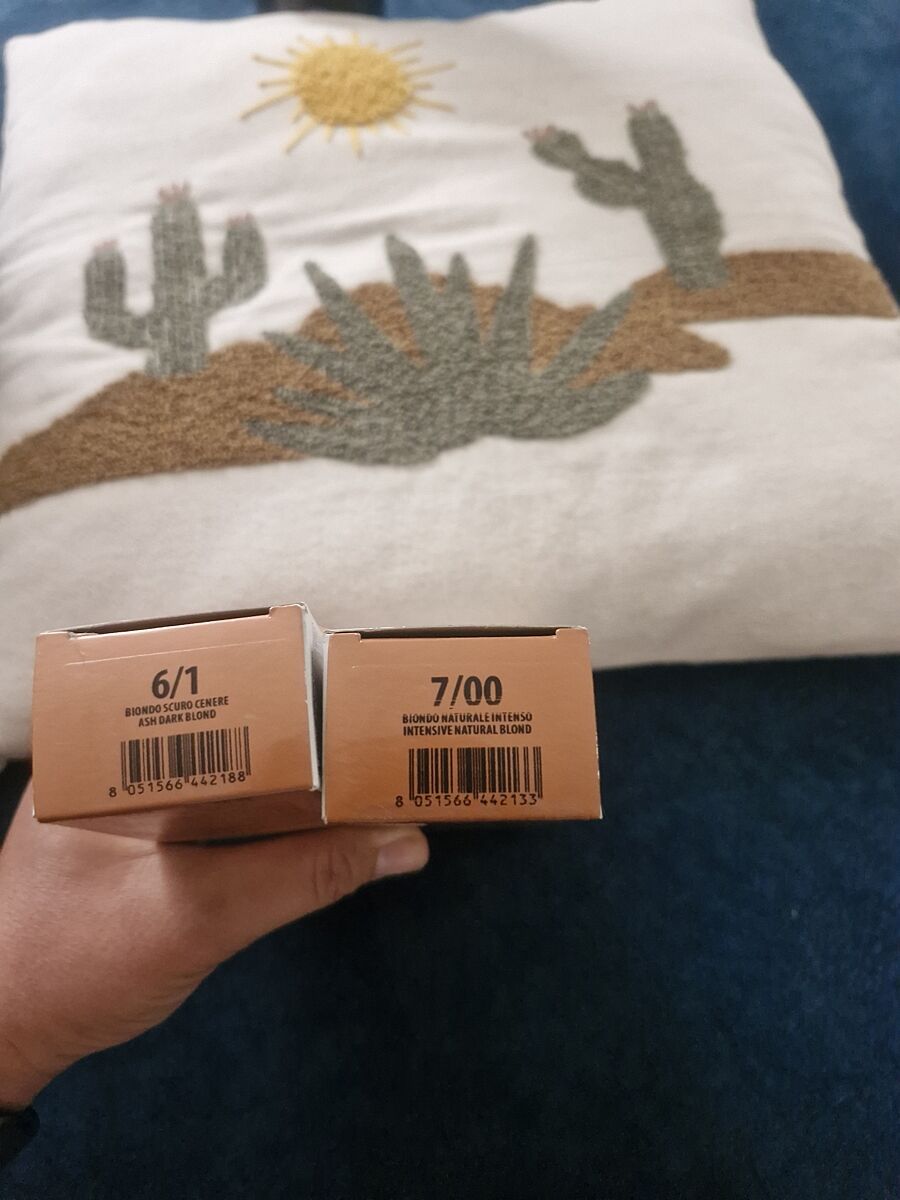 6/1
BIONDO SCURO CENERE
ASH DARK BLOND
8 051566 442188
7/00
BIONDO NATURALE INTENSO
INTENSIVE NATURAL BLOND
8 051566 442133